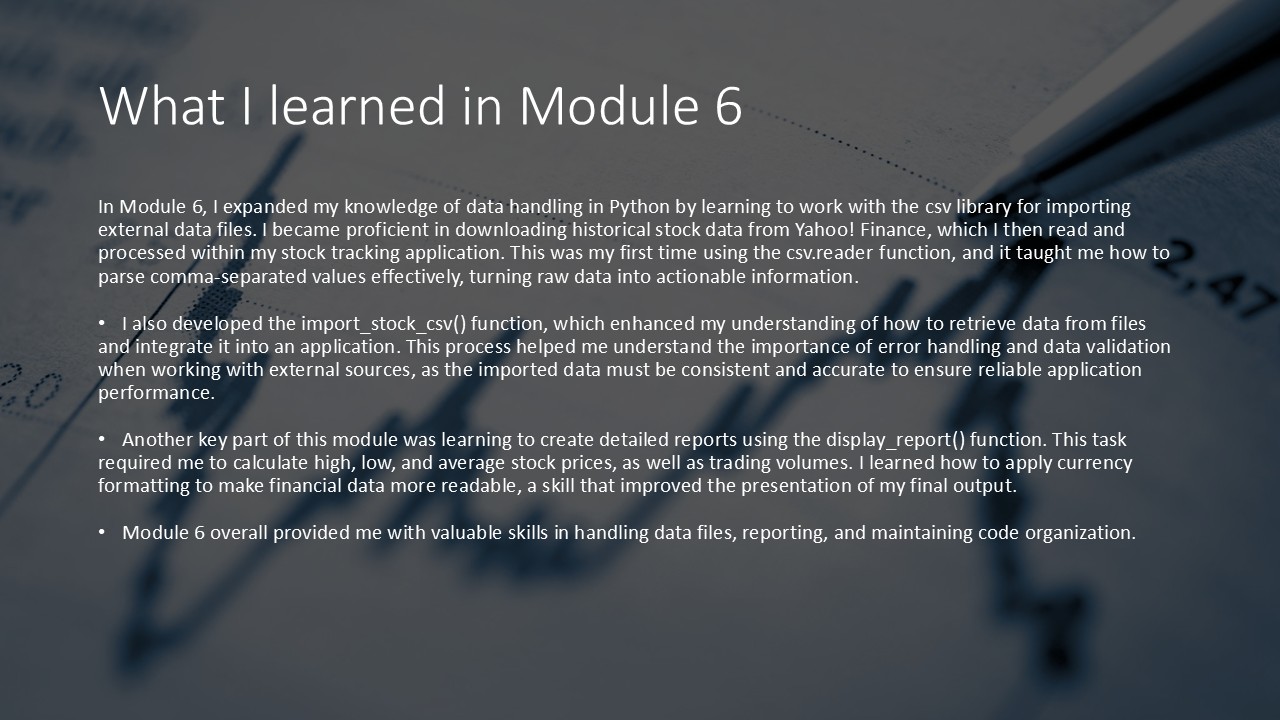 What I learned in Module 6
In Module 6, I expanded my knowledge of data handling in Python by learning to work with the csv library for importing
external data files. I became proficient in downloading historical stock data from Yahoo! Finance, which I then read and
processed within my stock tracking application. This was my first time using the csv.reader function, and it taught me how to
parse comma-separated values effectively, turning raw data into actionable information.
• I also developed the import_stock_csv() function, which enhanced my understanding of how to retrieve data from files
and integrate it into an application. This process helped me understand the importance of error handling and data validation
when working with external sources, as the imported data must be consistent and accurate to ensure reliable application
performance.
• Another key part of this module was learning to create detailed reports using the display_report() function. This task
required me to calculate high, low, and average stock prices, as well as trading volumes. I learned how to apply currency
formatting to make financial data more readable, a skill that improved the presentation of my final output.
• Module 6 overall provided me with valuable skills in handling data files, reporting, and maintaining code organization.
2,47